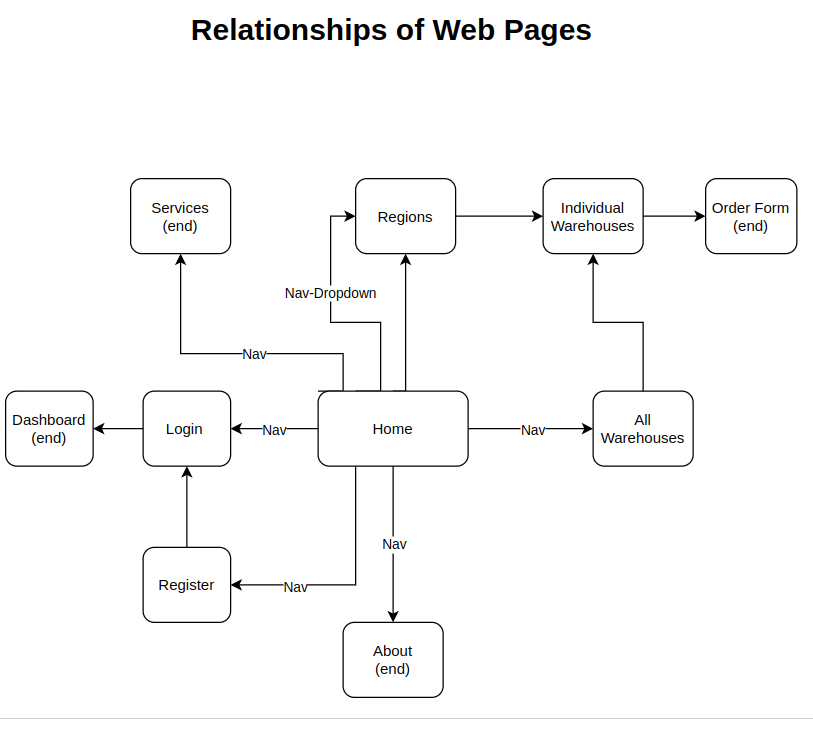 Relationships of Web Pages
Services
(end)
Regions
Individual
Warehouses
Order Form
(end)
Nav-Dropdown
Nav
Dashboard
(end)
Login
Nav
Home
Nav
All
Warehouses
Nav
Register
Nav
About
(end)